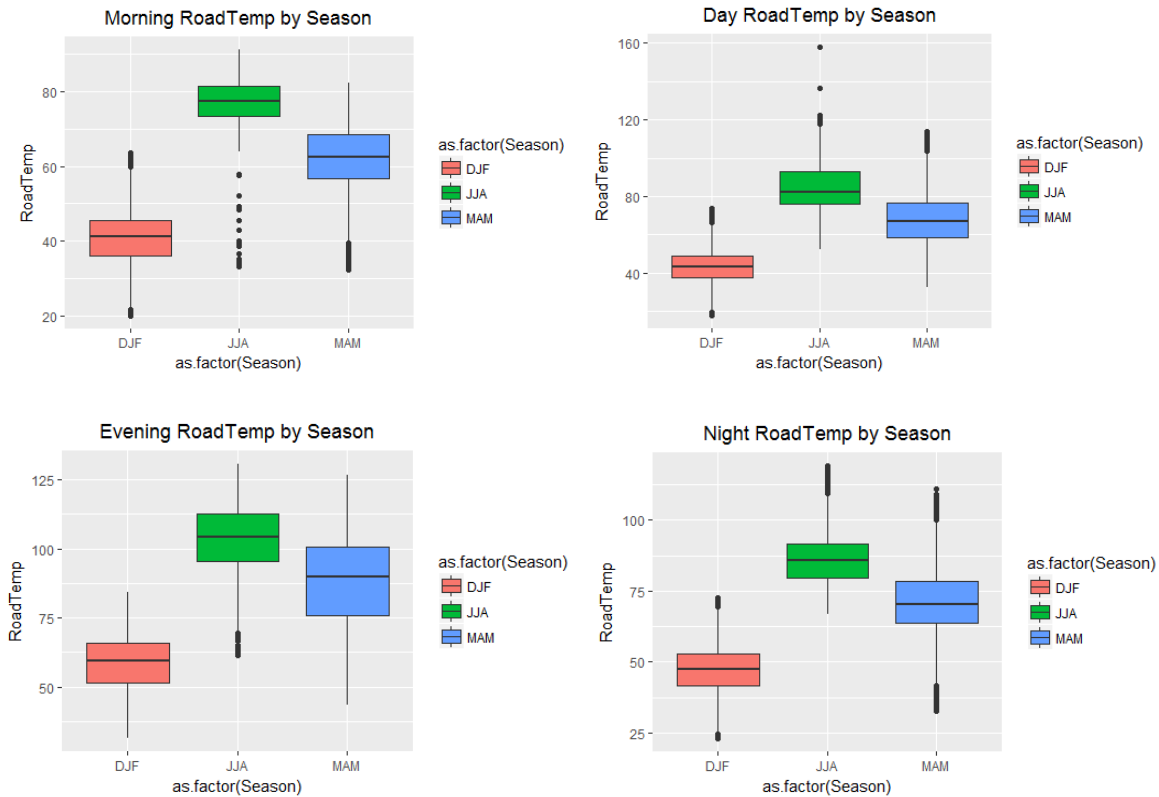 Morning RoadTemp by Season
RoadTemp
80
60
40
20
DJF JJA MAM
as.factor(Season)
as.factor(Season)
DJF
JJA
MAM
Day RoadTemp by Season
RoadTemp
160
120
80
40
DJF JJA MAM
as.factor(Season)
as.factor(Season)
DJF
JJA
MAM
Evening RoadTemp by Season
RoadTemp
125
100
75
50
DJF JJA MAM
as.factor(Season)
as.factor(Season)
DJF
JJA
MAM
Night RoadTemp by Season
RoadTemp
100
75
50
25
DJF JJA MAM
as.factor(Season)
as.factor(Season)
DJF
JJA
MAM